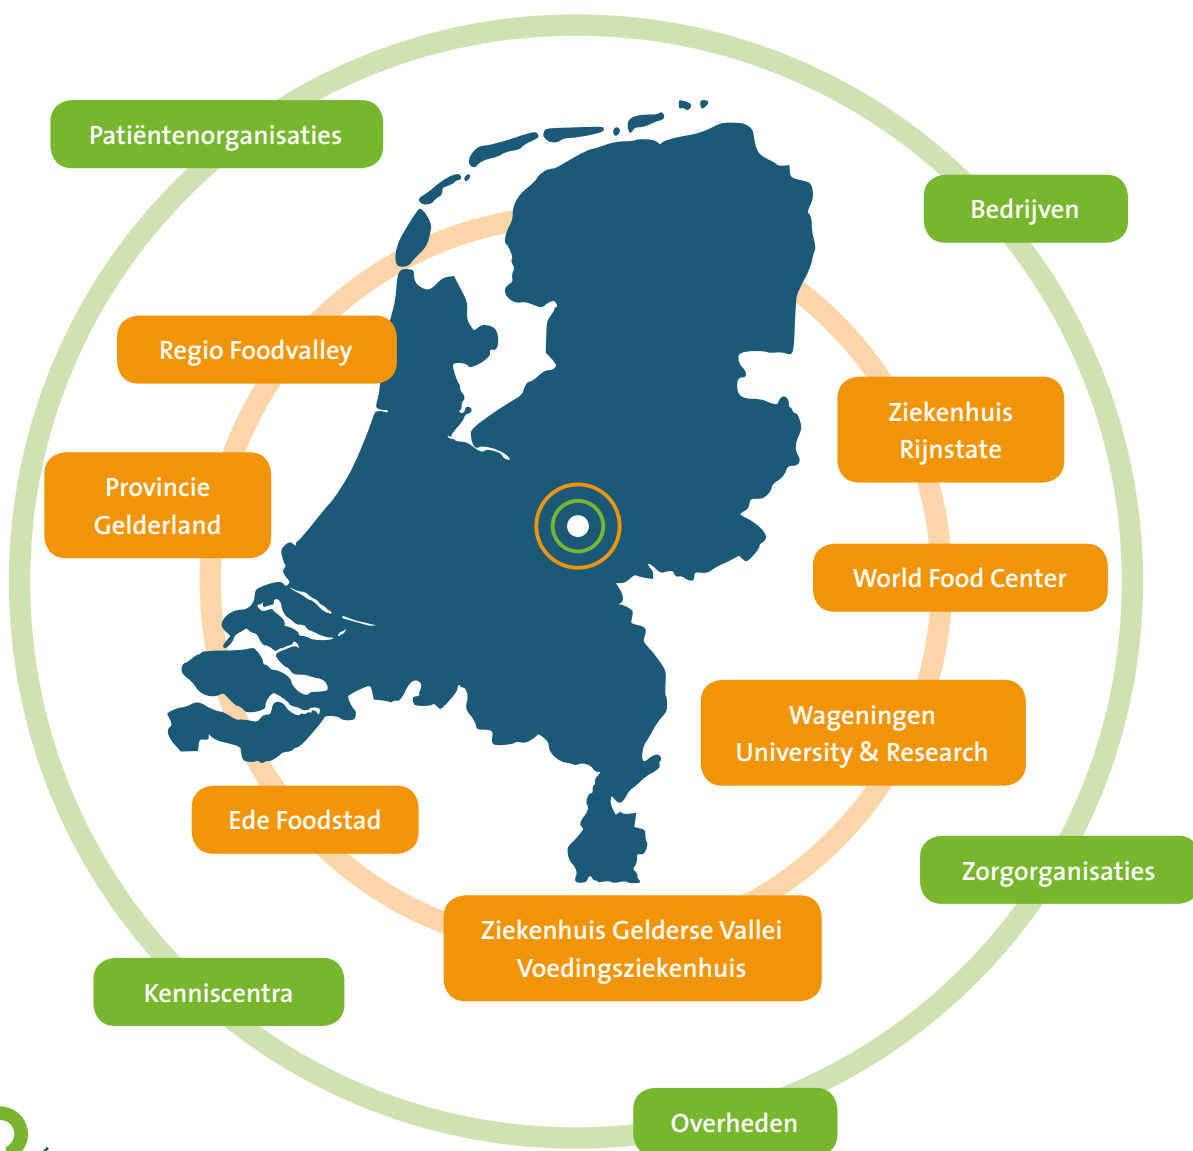 Patiëntenorganisaties
Bedrijven
Regio Foodvalley
Ziekenhuis
Rijnstate
Provincie
Gelderland
World Food Center
Wageningen
University & Research
Ede Foodstad
Zorgorganisaties
Ziekenhuis Gelderse Vallei
Voedingsziekenhuis
Kenniscentra
Overheden